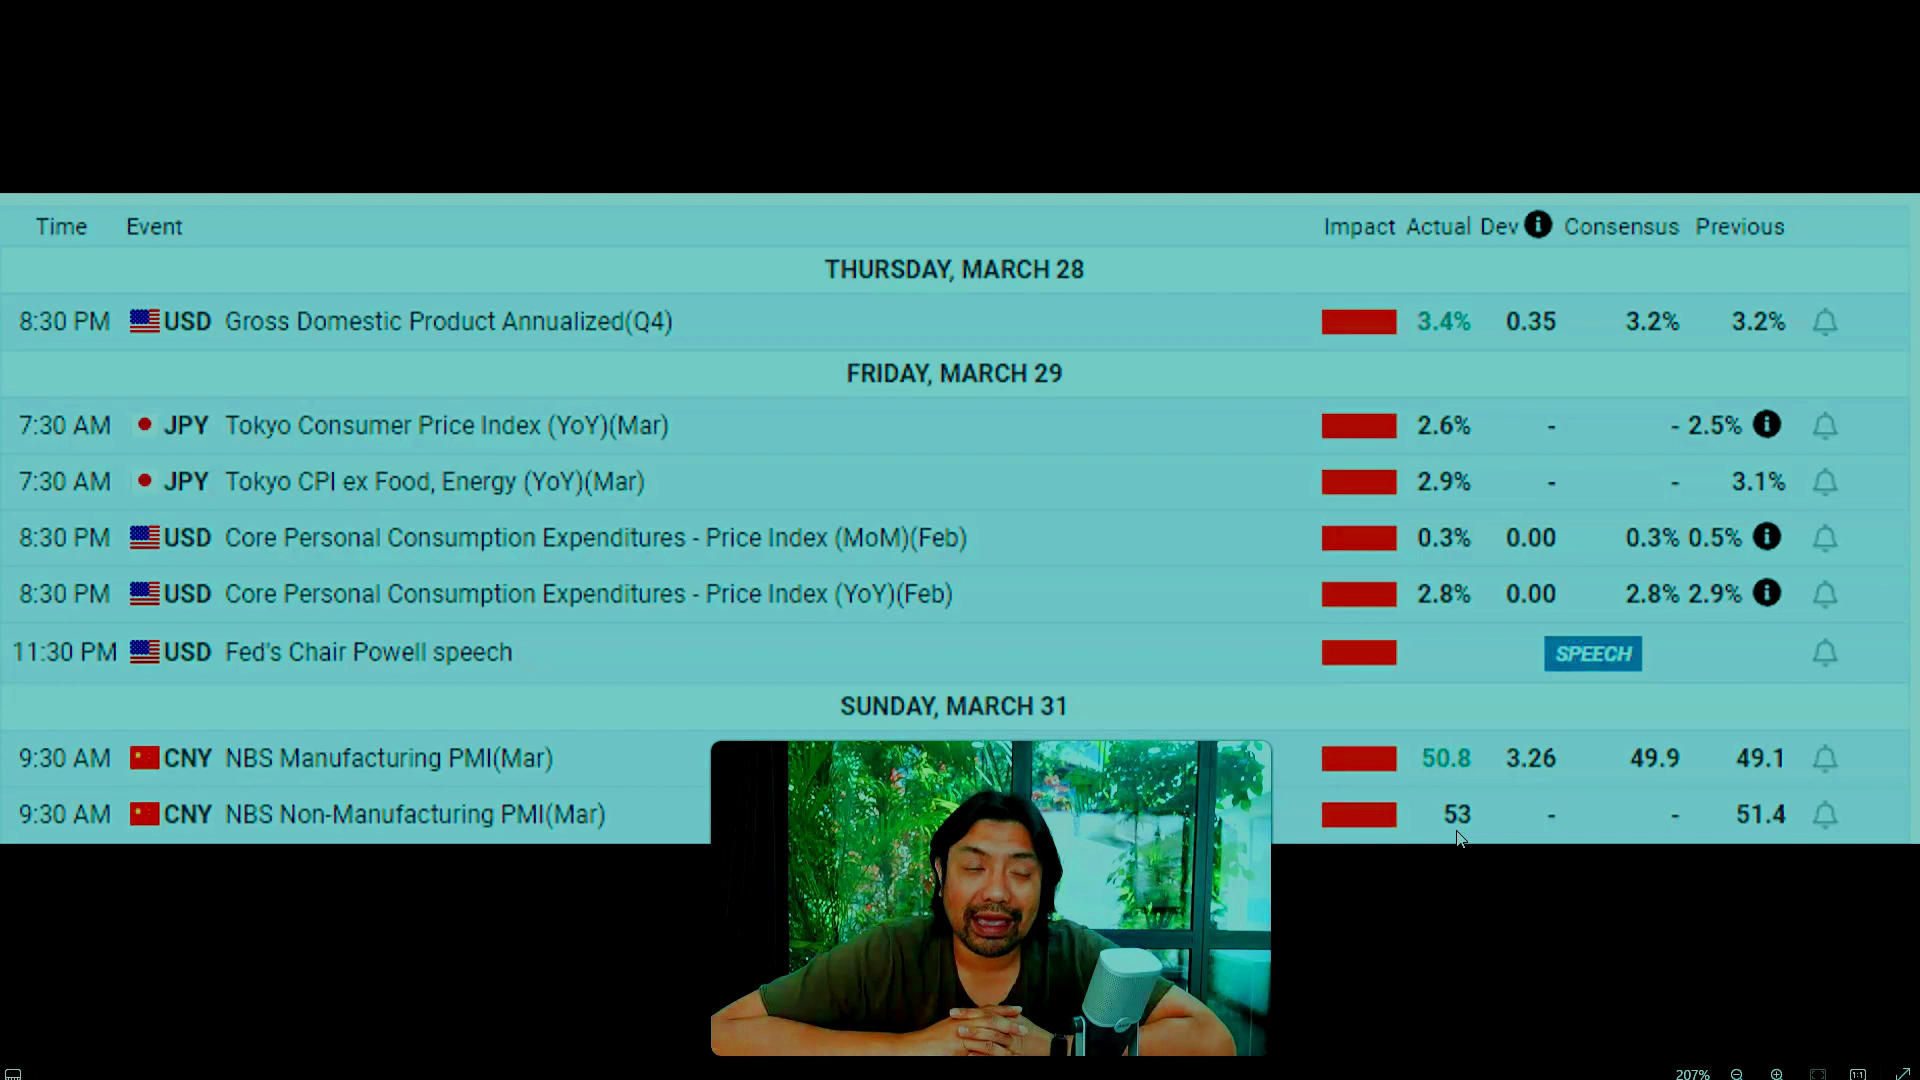 Time Event Impact Actual Dev i Consensus Previous
THURSDAY, MARCH 28
8:30 PM USD Gross Domestic Product Annualized(Q4) 3.4% 0.35 3.2% 3.2%
FRIDAY, MARCH 29
7:30 AM JPY Tokyo Consumer Price Index (YoY)(Mar) 2.6% - - 2.5% i
7:30 AM JPY Tokyo CPI ex Food, Energy (YoY)(Mar) 2.9% - - 3.1%
8:30 PM USD Core Personal Consumption Expenditures - Price Index (MoM)(Feb) 0.3% 0.00 0.3% 0.5% i
8:30 PM USD Core Personal Consumption Expenditures - Price Index (YoY)(Feb) 2.8% 0.00 2.8% 2.9% i
11:30 PM USD Fed's Chair Powell speech SPEECH
SUNDAY, MARCH 31
9:30 AM CNY NBS Manufacturing PMI(Mar) 50.8 3.26 49.9 49.1
9:30 AM CNY NBS Non-Manufacturing PMI(Mar) 53 - - 51.4
207% 1:1